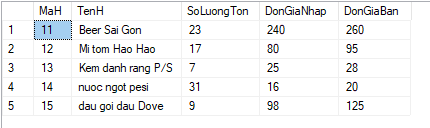 MaH TenH SoLuongTon DonGiaNhap DonGiaBan
1 11 Beer Sai Gon 23 240 260
2 12 Mi tom Hao Hao 17 80 95
3 13 Kem danh rang P/S 7 25 28
4 14 nuoc ngot pesi 31 16 20
5 15 dau goi dau Dove 9 98 125